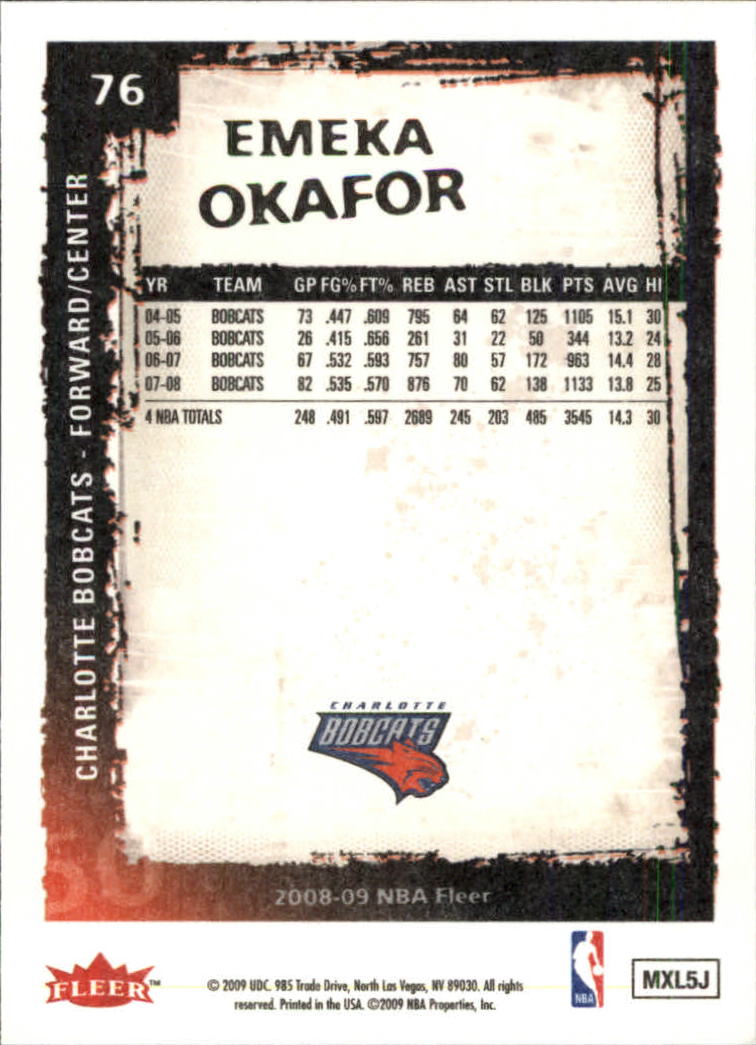 76
EMEKA
OKAFOR
CHARLOTTE BOBCATS - FORWARD/CENTER
YR TEAM GP FG% FT% REB AST STL BLK PTS AVG HI
04-05 BOBCATS 73 .447 .609 795 64 62 125 1105 15.1 30
05-06 BOBCATS 26 .415 .656 261 31 22 50 344 13.2 24
06-07 BOBCATS 67 .532 .593 757 80 57 172 963 14.4 28
07-08 BOBCATS 82 .535 .570 876 70 62 138 1133 13.8 25
4 NBA TOTALS 248 .491 .597 2689 245 203 485 3545 14.3 30
CHARLOTTE
BOBCATS
50
2008-09 NBA Fleer
FLEER™
© 2009 UDC. 985 Trade Drive, North Las Vegas, NV 89030. All rights
reserved. Printed in the USA. ©2009 NBA Properties, Inc.
NBA
MXL5J